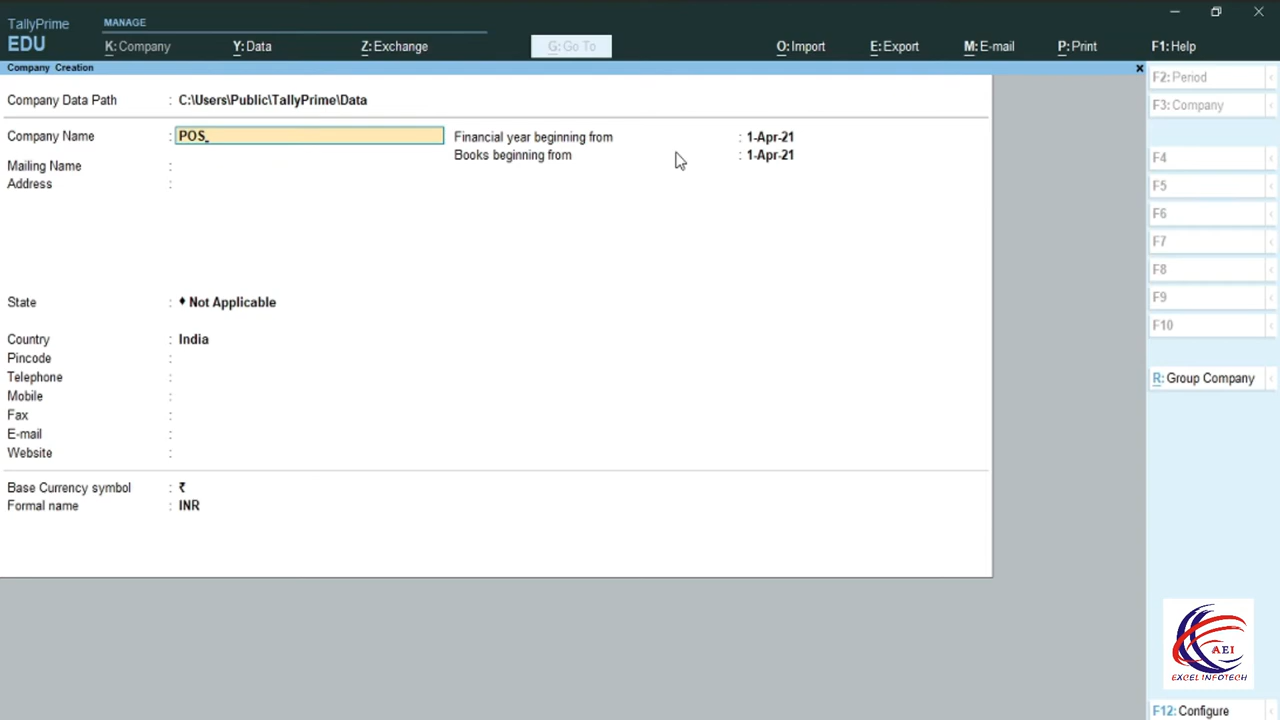 TallyPrime
EDU
MANAGE
K: Company
Y: Data
Z: Exchange
G: Go To
O: Import
E: Export
M: E-mail
P: Print
F1: Help
Company Creation
x
Company Data Path : C:\Users\Public\TallyPrime\Data
Company Name : POS_
Financial year beginning from : 1-Apr-21
Books beginning from : 1-Apr-21
Mailing Name :
Address :
State : ♦ Not Applicable
Country : India
Pincode :
Telephone :
Mobile :
Fax :
E-mail :
Website :
Base Currency symbol : ₹
Formal name : INR
F2: Period
F3: Company
F4
F5
F6
F7
F8
F9
F10
R: Group Company
AEI
EXCEL INFOTECH
F12: Configure